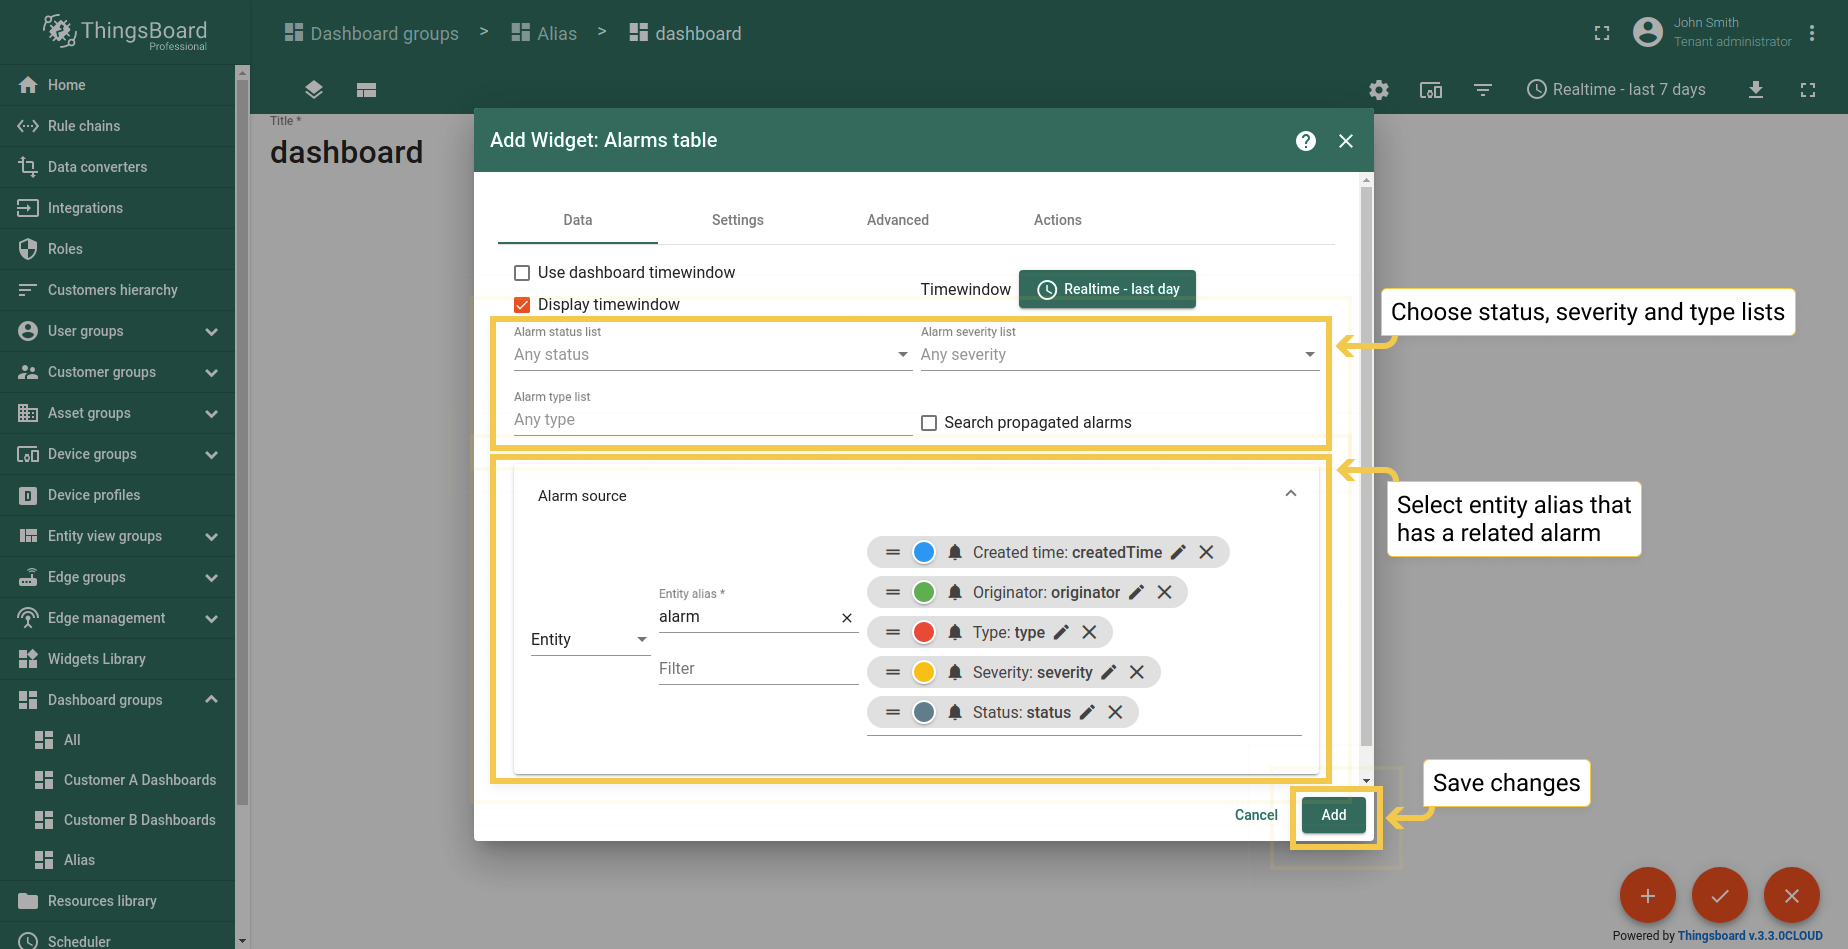 ThingsBoard
Professional
Dashboard groups > Alias > dashboard
John Smith
Tenant administrator
Realtime - last 7 days
Home
Rule chains
Data converters
Integrations
Roles
Customers hierarchy
User groups
Customer groups
Asset groups
Device groups
Device profiles
Entity view groups
Edge groups
Edge management
Widgets Library
Dashboard groups
All
Customer A Dashboards
Customer B Dashboards
Alias
Resources library
Scheduler
Title *
dashboard
Add Widget: Alarms table
Data Settings Advanced Actions
Use dashboard timewindow
Display timewindow
Timewindow Realtime - last day
Alarm status list
Any status
Alarm severity list
Any severity
Alarm type list
Any type
Search propagated alarms
Alarm source
Entity
Entity alias *
alarm
Filter
Created time: createdTime
Originator: originator
Type: type
Severity: severity
Status: status
Cancel Add
Choose status, severity and type lists
Select entity alias that
has a related alarm
Save changes
Powered by Thingsboard v.3.3.0CLOUD